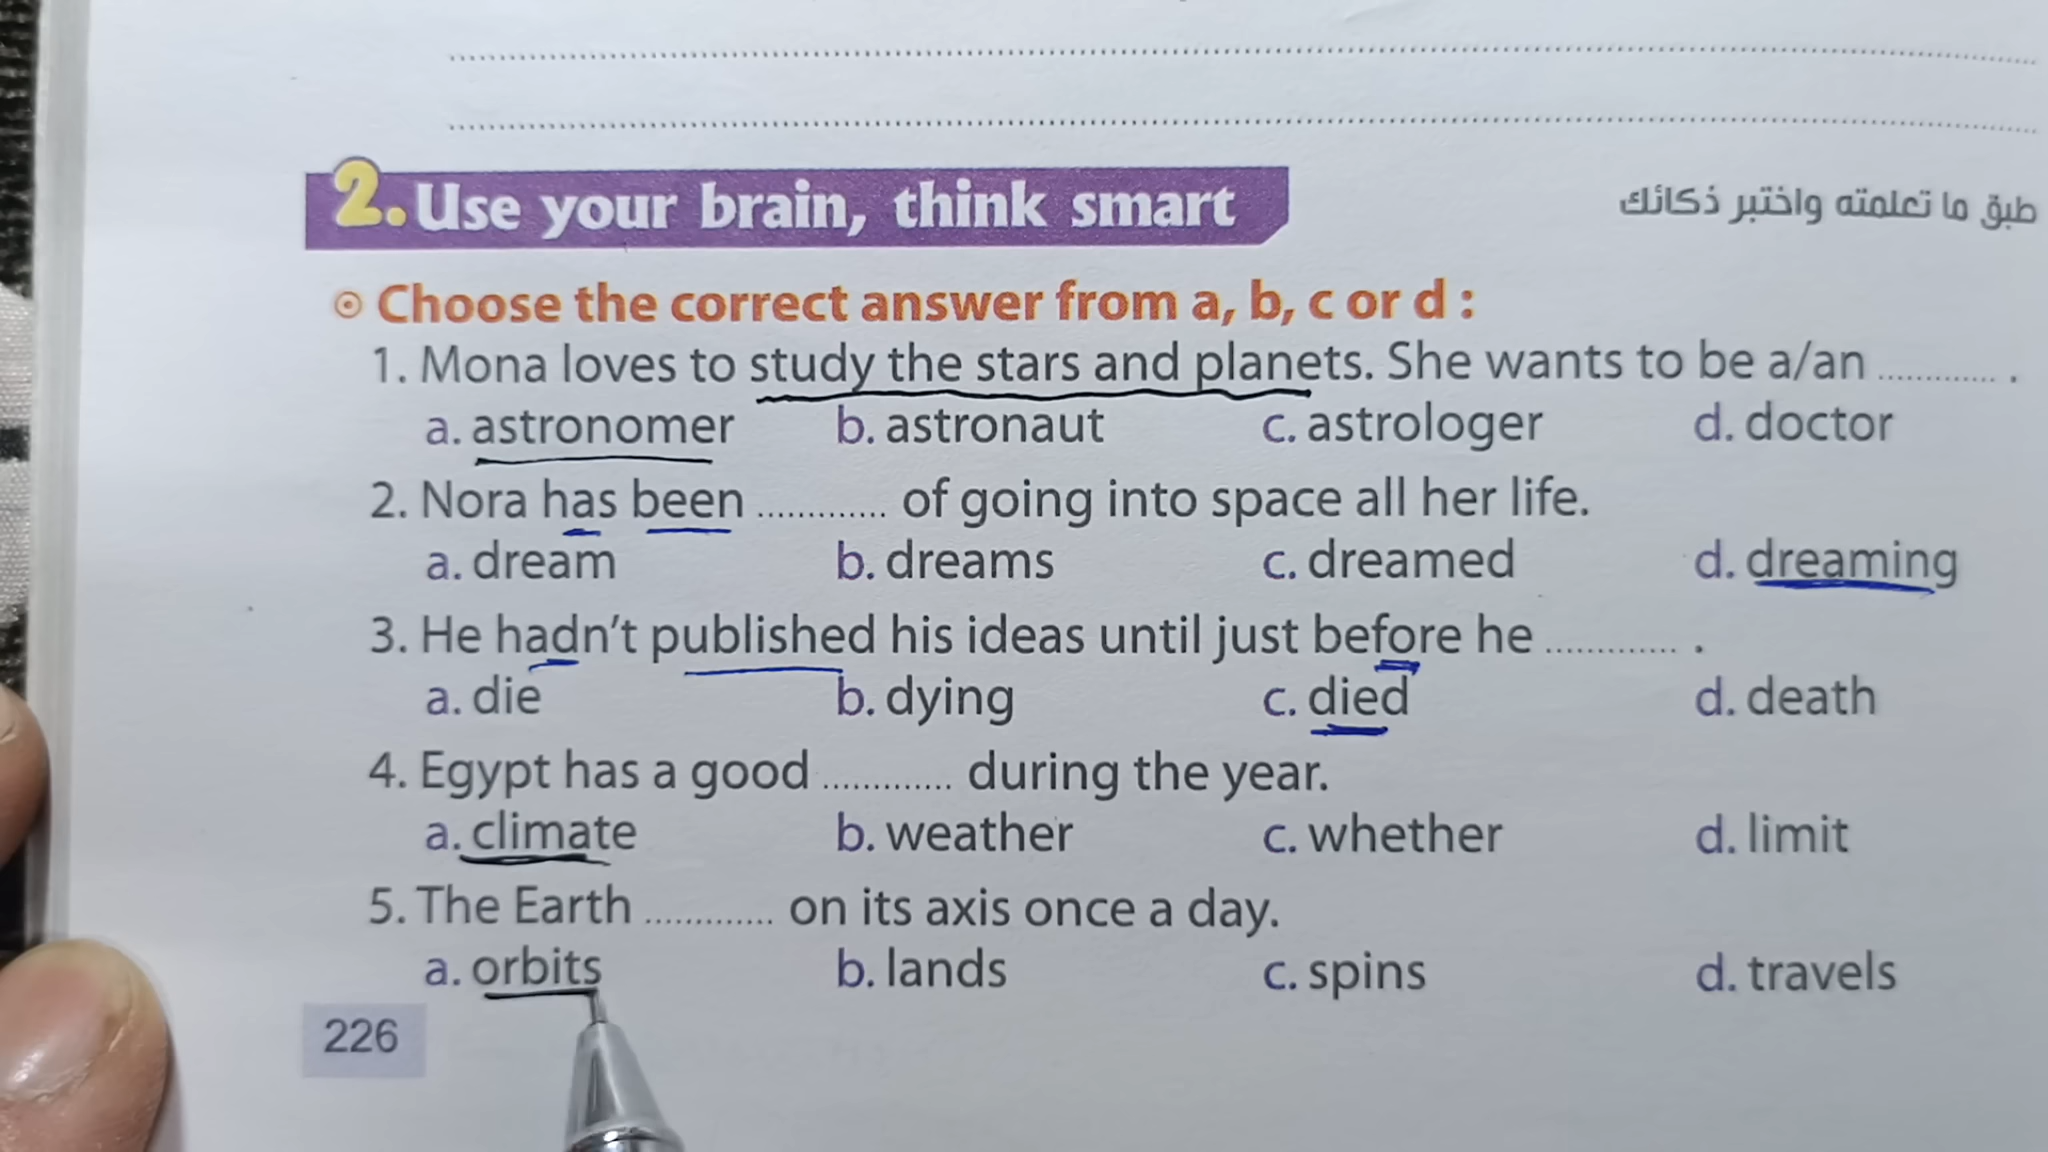 2. Use your brain, think smart
طبق ما تعلمته واختبر ذكائك
Choose the correct answer from a, b, c or d :
1. Mona loves to study the stars and planets. She wants to be a/an ............. .
a. astronomer b. astronaut c. astrologer d. doctor
2. Nora has been ............. of going into space all her life.
a. dream b. dreams c. dreamed d. dreaming
3. He hadn't published his ideas until just before he ............. .
a. die b. dying c. died d. death
4. Egypt has a good ............. during the year.
a. climate b. weather c. whether d. limit
5. The Earth ............. on its axis once a day.
a. orbits b. lands c. spins d. travels
226